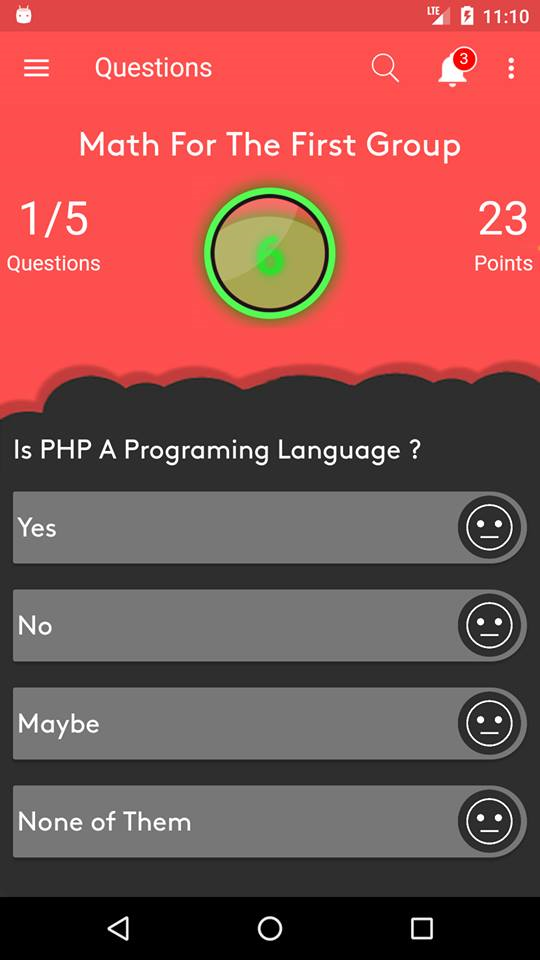 LTE 11:10
Questions 3
Math For The First Group
1/5 6 23
Questions Points
Is PHP A Programing Language ?
Yes
No
Maybe
None of Them